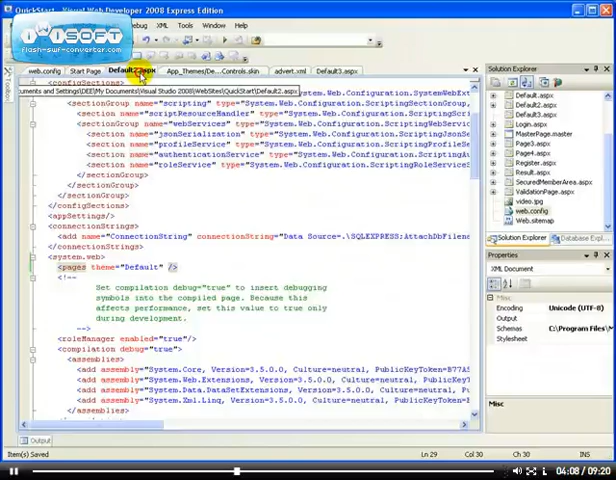 QuickStart - Visual Web Developer 2008 Express Edition
SOFT
flash-swf-converter.com
Debug XML Tools Window Help
web.config Start Page Default2.aspx App_Themes/De...Controls.skin advert.xml Default3.aspx
<configSections>
cuments and Settings\DEE\My Documents\Visual Studio 2008\WebSites\QuickStart\Default2.aspx
<sectionGroup name="scripting" type="System.Web.Configuration.ScriptingSectionG
<section name="scriptResourceHandler" type="System.Web.Configuration.ScriptingScr
<sectionGroup name="webServices" type="System.Web.Configuration.ScriptingWebServi
<section name="jsonSerialization" type="System.Web.Configuration.ScriptingJson
<section name="profileService" type="System.Web.Configuration.ScriptingProfile
<section name="authenticationService" type="System.Web.Configuration.ScriptingAu
<section name="roleService" type="System.Web.Configuration.ScriptingRoleServic
</sectionGroup>
</sectionGroup>
</sectionGroup>
</configSections>
<appSettings/>
<connectionStrings>
<add name="ConnectionString" connectionString="Data Source=.\SQLEXPRESS;AttachDbFilena
</connectionStrings>
<system.web>
<pages theme="Default" />
<!--
Set compilation debug="true" to insert debugging
symbols into the compiled page. Because this
affects performance, set this value to true only
during development.
-->
<roleManager enabled="true"/>
<compilation debug="true">
<assemblies>
<add assembly="System.Core, Version=3.5.0.0, Culture=neutral, PublicKeyToken=B77A5
<add assembly="System.Web.Extensions, Version=3.5.0.0, Culture=neutral, PublicKeyT
<add assembly="System.Data.DataSetExtensions, Version=3.5.0.0, Culture=neutral, Pu
<add assembly="System.Xml.Linq, Version=3.5.0.0, Culture=neutral, PublicKeyToken=B
</assemblies>
Toolbox
Solution Explorer
Default.aspx
Default2.aspx
Default3.aspx
Login.aspx
MasterPage.master
Page3.aspx
Page4.aspx
Register.aspx
Result.aspx
SecuredMemberArea.aspx
ValidationPage.aspx
video.jpg
web.config
Web.sitemap
Solution Explorer Database Expl...
Properties
XML Document
Misc
Encoding Unicode (UTF-8)
Output
Schemas C:\Program Files\M
Stylesheet
Misc
Output
Item(s) Saved Ln 29 Col 30 Ch 30 INS
04:08 / 09:20